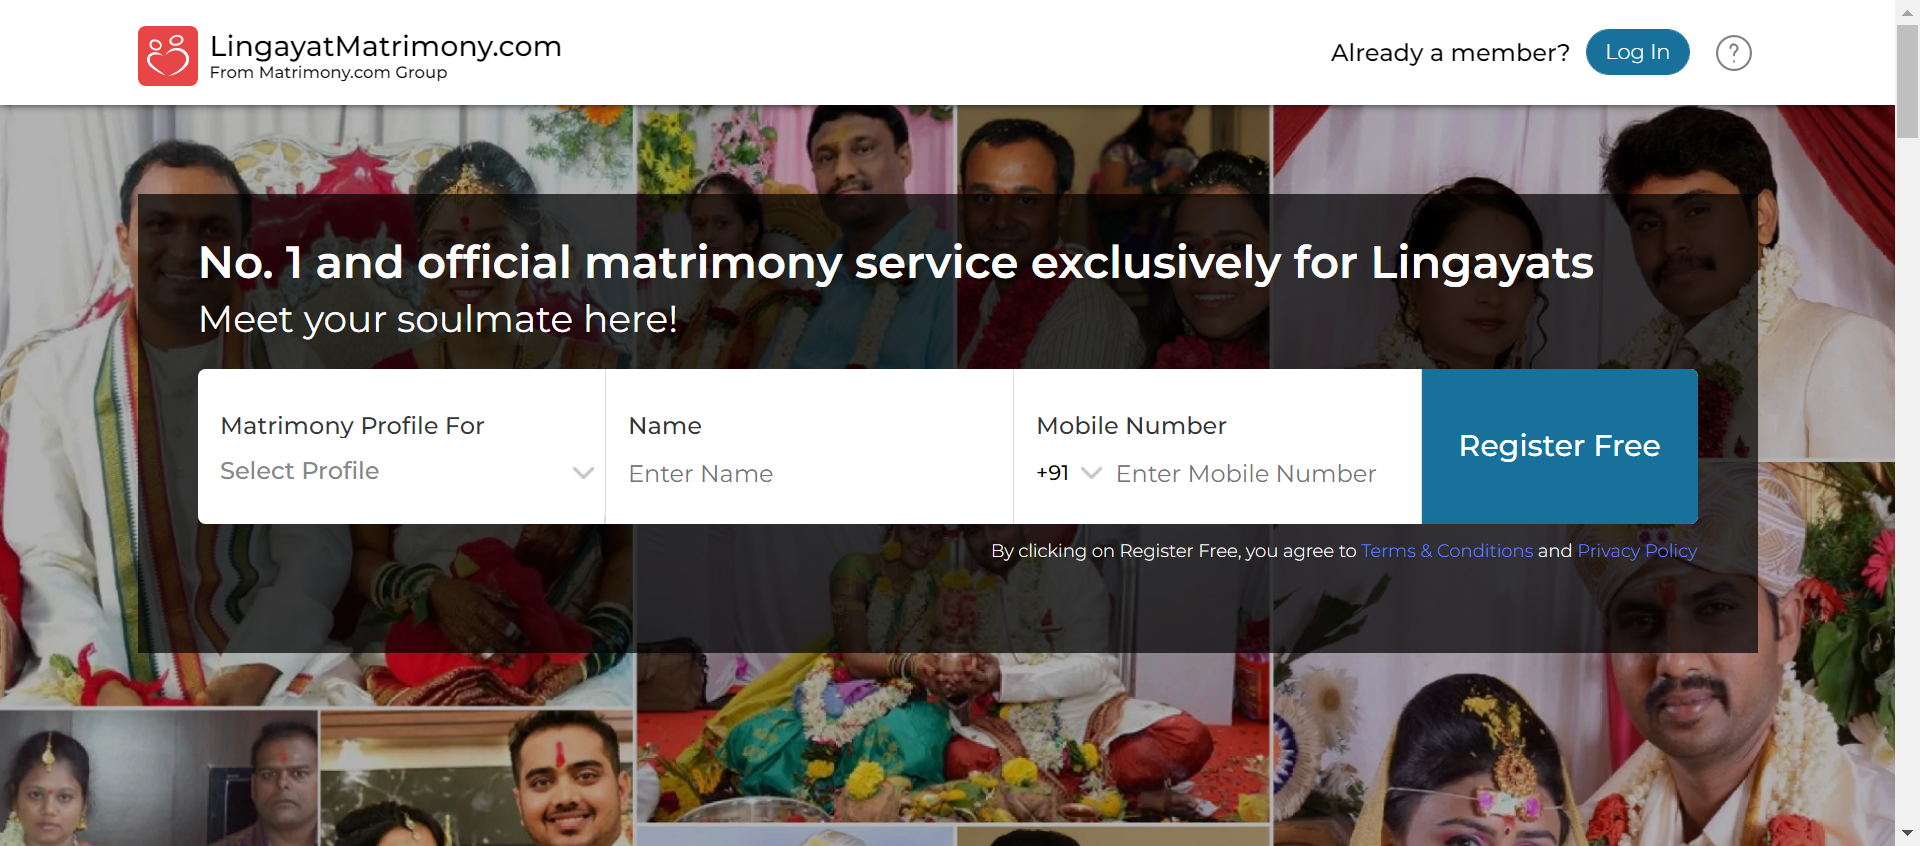 LingayatMatrimony.com
From Matrimony.com Group
Already a member?
Log In
?
No. 1 and official matrimony service exclusively for Lingayats
Meet your soulmate here!
Matrimony Profile For
Select Profile
Name
Enter Name
Mobile Number
+91
Enter Mobile Number
Register Free
By clicking on Register Free, you agree to Terms & Conditions and Privacy Policy